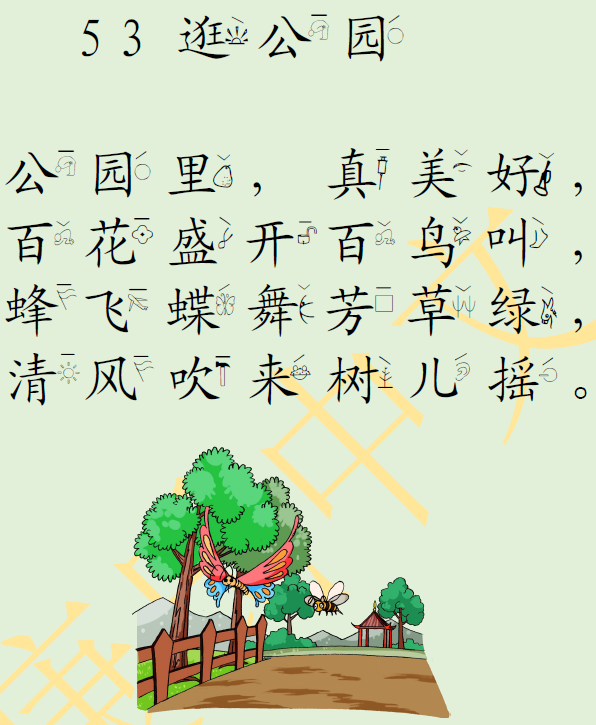 53 逛公园
公园里，真美好，
百花盛开百鸟叫，
蜂飞蝶舞芳草绿，
清风吹来树儿摇。